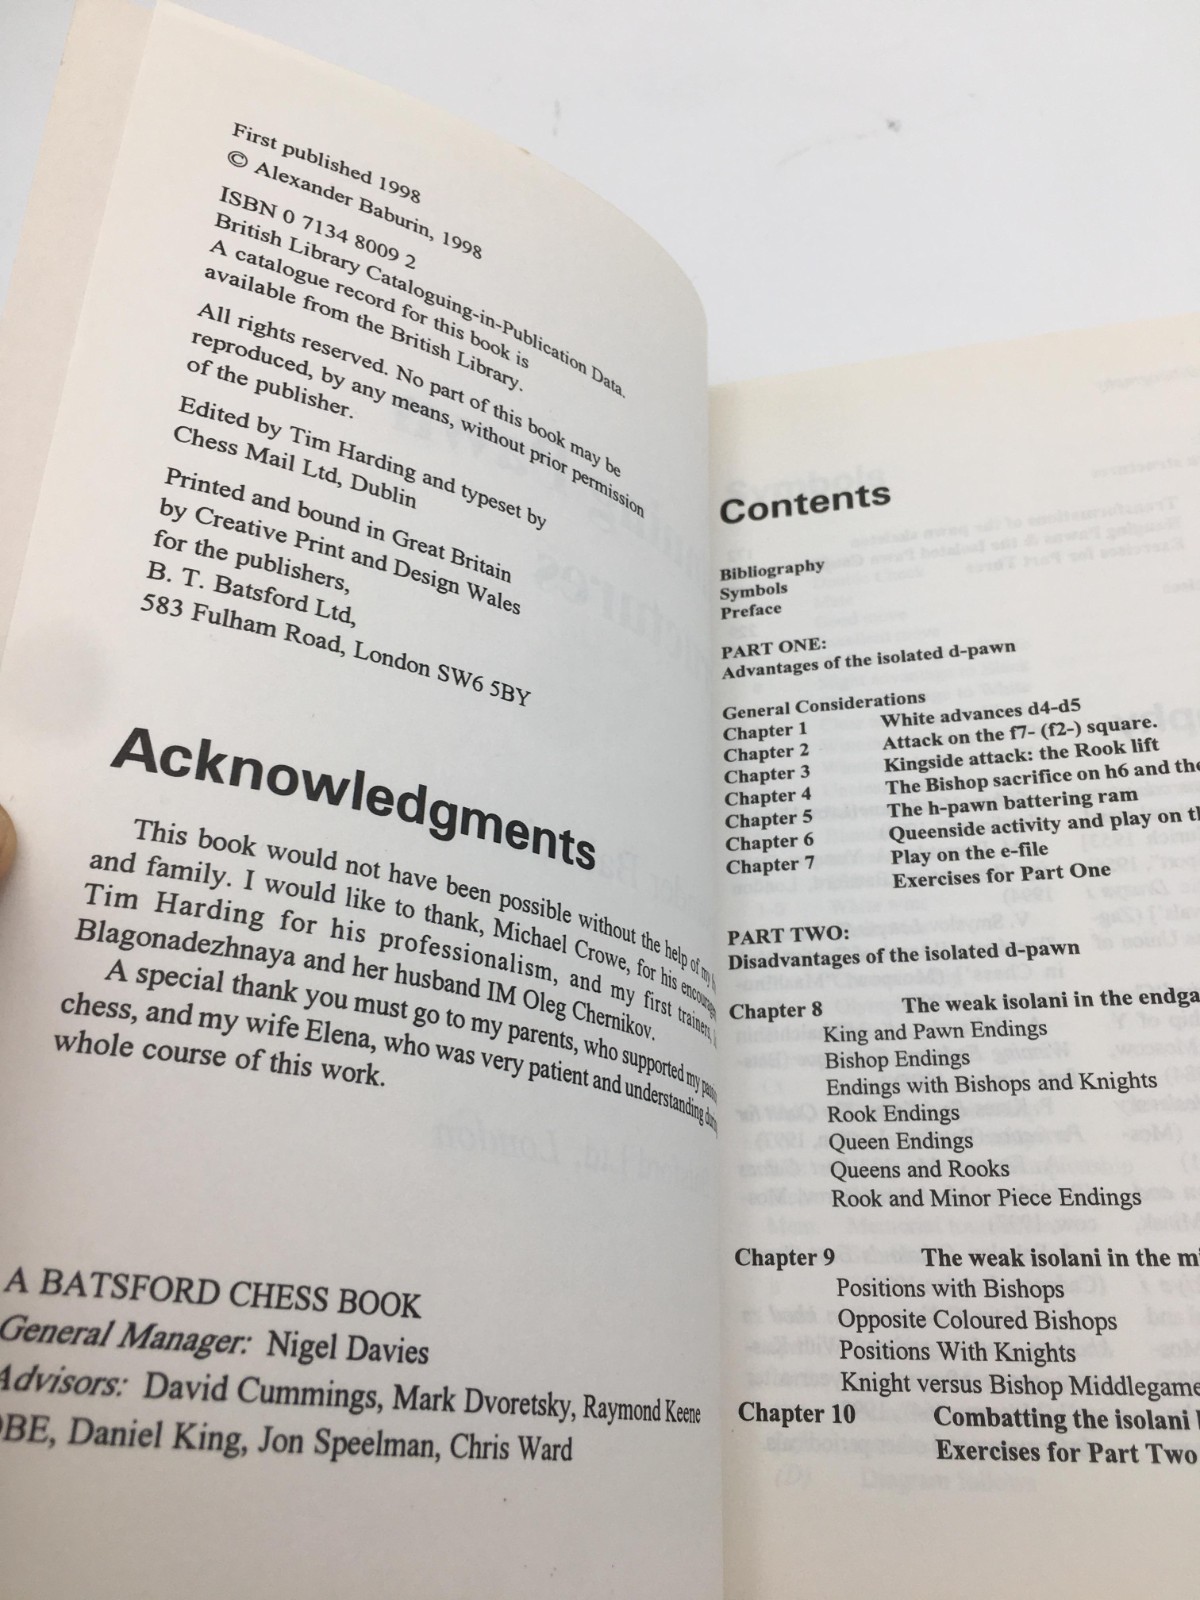 First published 1998
© Alexander Baburin, 1998
ISBN 0 7134 8009 2
British Library Cataloguing-in-Publication Data.
A catalogue record for this book is
available from the British Library.
All rights reserved. No part of this book may be
reproduced, by any means, without prior permission
of the publisher.
Edited by Tim Harding and typeset by
Chess Mail Ltd, Dublin
Printed and bound in Great Britain
by Creative Print and Design Wales
for the publishers,
B. T. Batsford Ltd,
583 Fulham Road, London SW6 5BY
Acknowledgments
This book would not have been possible without the help of my
and family. I would like to thank, Michael Crowe, for his
Tim Harding for his professionalism, and my first trainers,
Blagonadezhnaya and her husband IM Oleg Chernikov.
A special thank you must go to my parents, who supported my
chess, and my wife Elena, who was very patient and understanding
whole course of this work.
A BATSFORD CHESS BOOK
General Manager: Nigel Davies
Advisors: David Cummings, Mark Dvoretsky, Raymond Keene
OBE, Daniel King, Jon Speelman, Chris Ward
Contents
Bibliography
Symbols
Preface
PART ONE:
Advantages of the isolated d-pawn
General Considerations
Chapter 1 White advances d4-d5
Chapter 2 Attack on the f7- (f2-) square.
Chapter 3 Kingside attack: the Rook lift
Chapter 4 The Bishop sacrifice on h6 and the
Chapter 5 The h-pawn battering ram
Chapter 6 Queenside activity and play on
Chapter 7 Play on the e-file
Exercises for Part One
PART TWO:
Disadvantages of the isolated d-pawn
Chapter 8 The weak isolani in the
King and Pawn Endings
Bishop Endings
Endings with Bishops and Knights
Rook Endings
Queen Endings
Queens and Rooks
Rook and Minor Piece Endings
Chapter 9 The weak isolani in the
Positions with Bishops
Opposite Coloured Bishops
Positions With Knights
Knight versus Bishop Middlegame
Chapter 10 Combatting the isolani
Exercises for Part Two